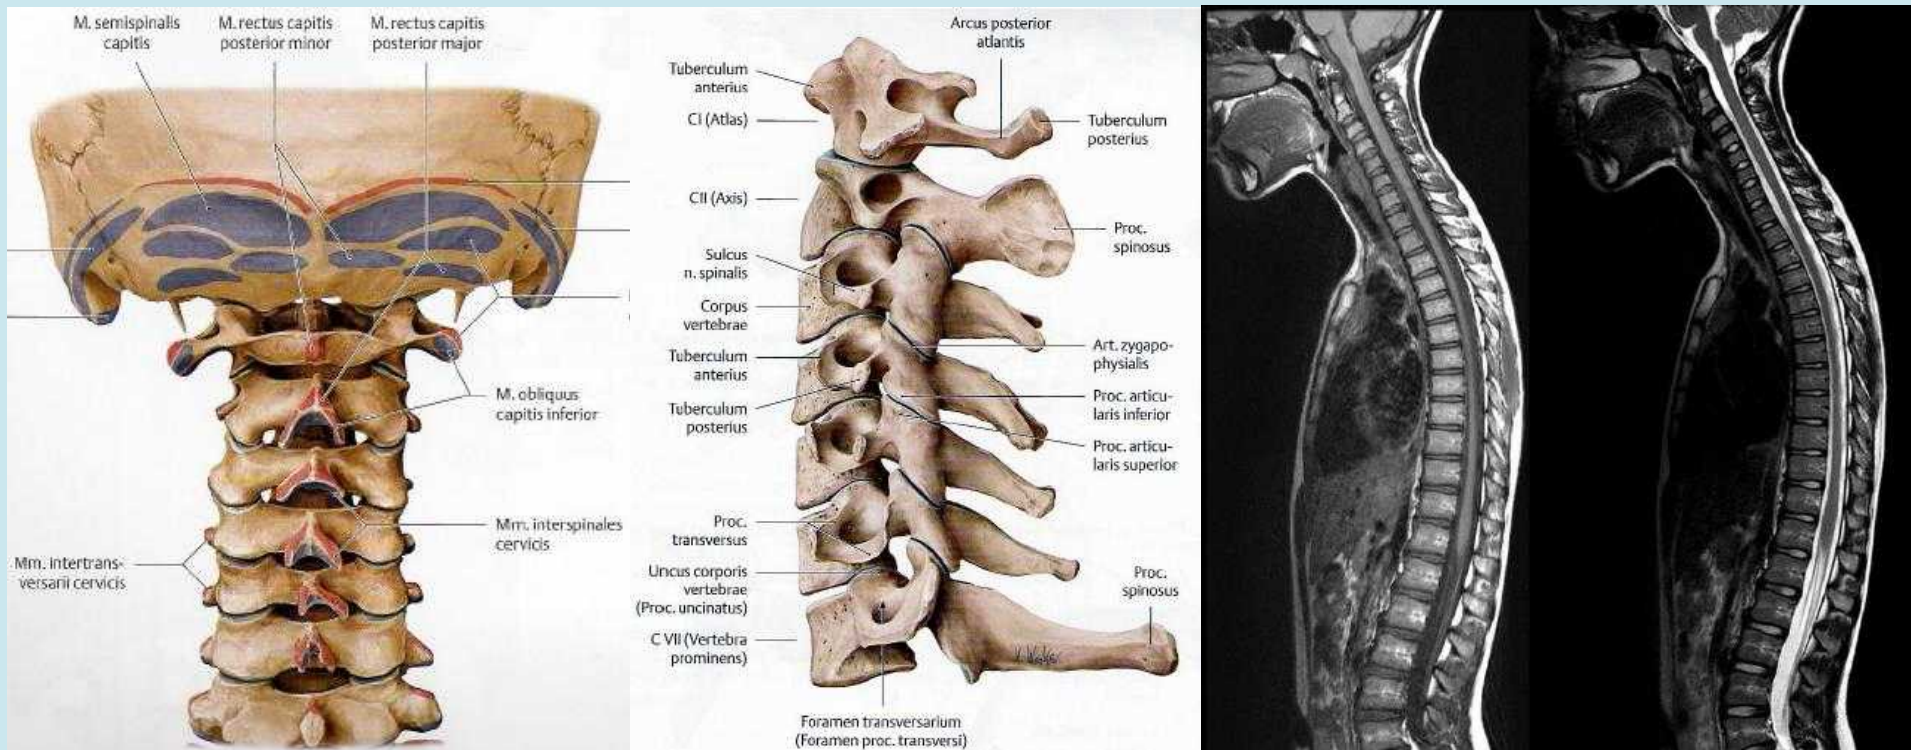 M. semispinalis
capitis
M. rectus capitis
posterior minor
M. rectus capitis
posterior major
M. obliquus
capitis inferior
Mm. interspinales
cervicis
Mm. intertrans-
versarii cervicis
Arcus posterior
atlantis
Tuberculum
anterius
CI (Atlas)
Tuberculum
posterius
CII (Axis)
Proc.
spinosus
Sulcus
n. spinalis
Corpus
vertebrae
Tuberculum
anterius
Art. zygapo-
physialis
Tuberculum
posterius
Proc. articu-
laris inferior
Proc. articu-
laris superior
Proc.
transversus
Uncus corporis
vertebrae
(Proc. uncinatus)
Proc.
spinosus
C VII (Vertebra
prominens)
Foramen transversarium
(Foramen proc. transversi)